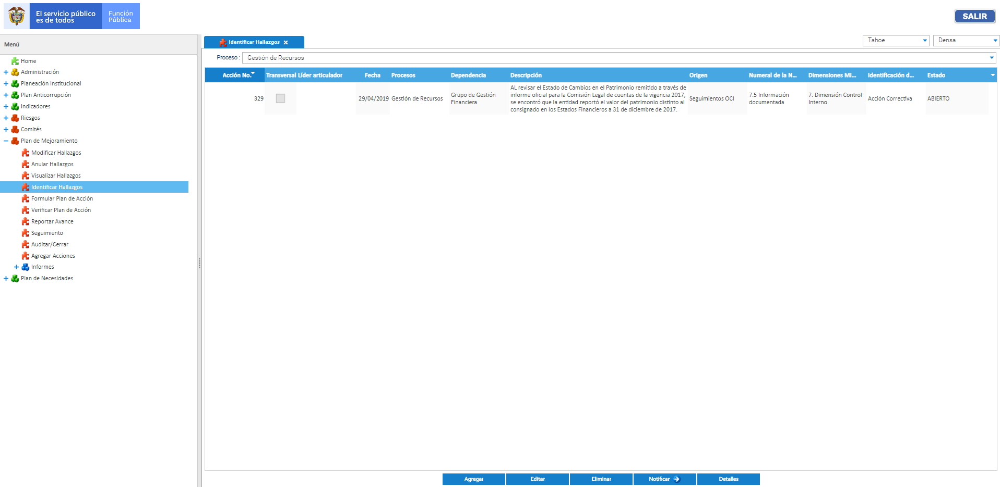 El servicio público
es de todos
Función
Pública
SALIR
Menú
Home
Administración
Planeación Institucional
Plan Anticorrupción
Indicadores
Riesgos
Comités
Plan de Mejoramiento
Modificar Hallazgos
Anular Hallazgos
Visualizar Hallazgos
Identificar Hallazgos
Formular Plan de Acción
Verificar Plan de Acción
Reportar Avance
Seguimiento
Auditar/Cerrar
Agregar Acciones
Informes
Plan de Necesidades
Identificar Hallazgos
Tahoe
Densa
Proceso : Gestión de Recursos
Acción No. Transversal Líder articulador Fecha Procesos Dependencia Descripción Origen Numeral de la N... Dimensiones MI... Identificación d... Estado
329
29/04/2019
Gestión de Recursos
Grupo de Gestión
Financiera
AL revisar el Estado de Cambios en el Patrimonio remitido a través de
informe oficial para la Comisión Legal de cuentas de la vigencia 2017,
se encontró que la entidad reportó el valor del patrimonio distinto al
consignado en los Estados Financieros a 31 de diciembre de 2017.
Seguimientos OCI
7.5 Información
documentada
7. Dimensión Control
Interno
Acción Correctiva
ABIERTO
Agregar
Editar
Eliminar
Notificar
Detalles